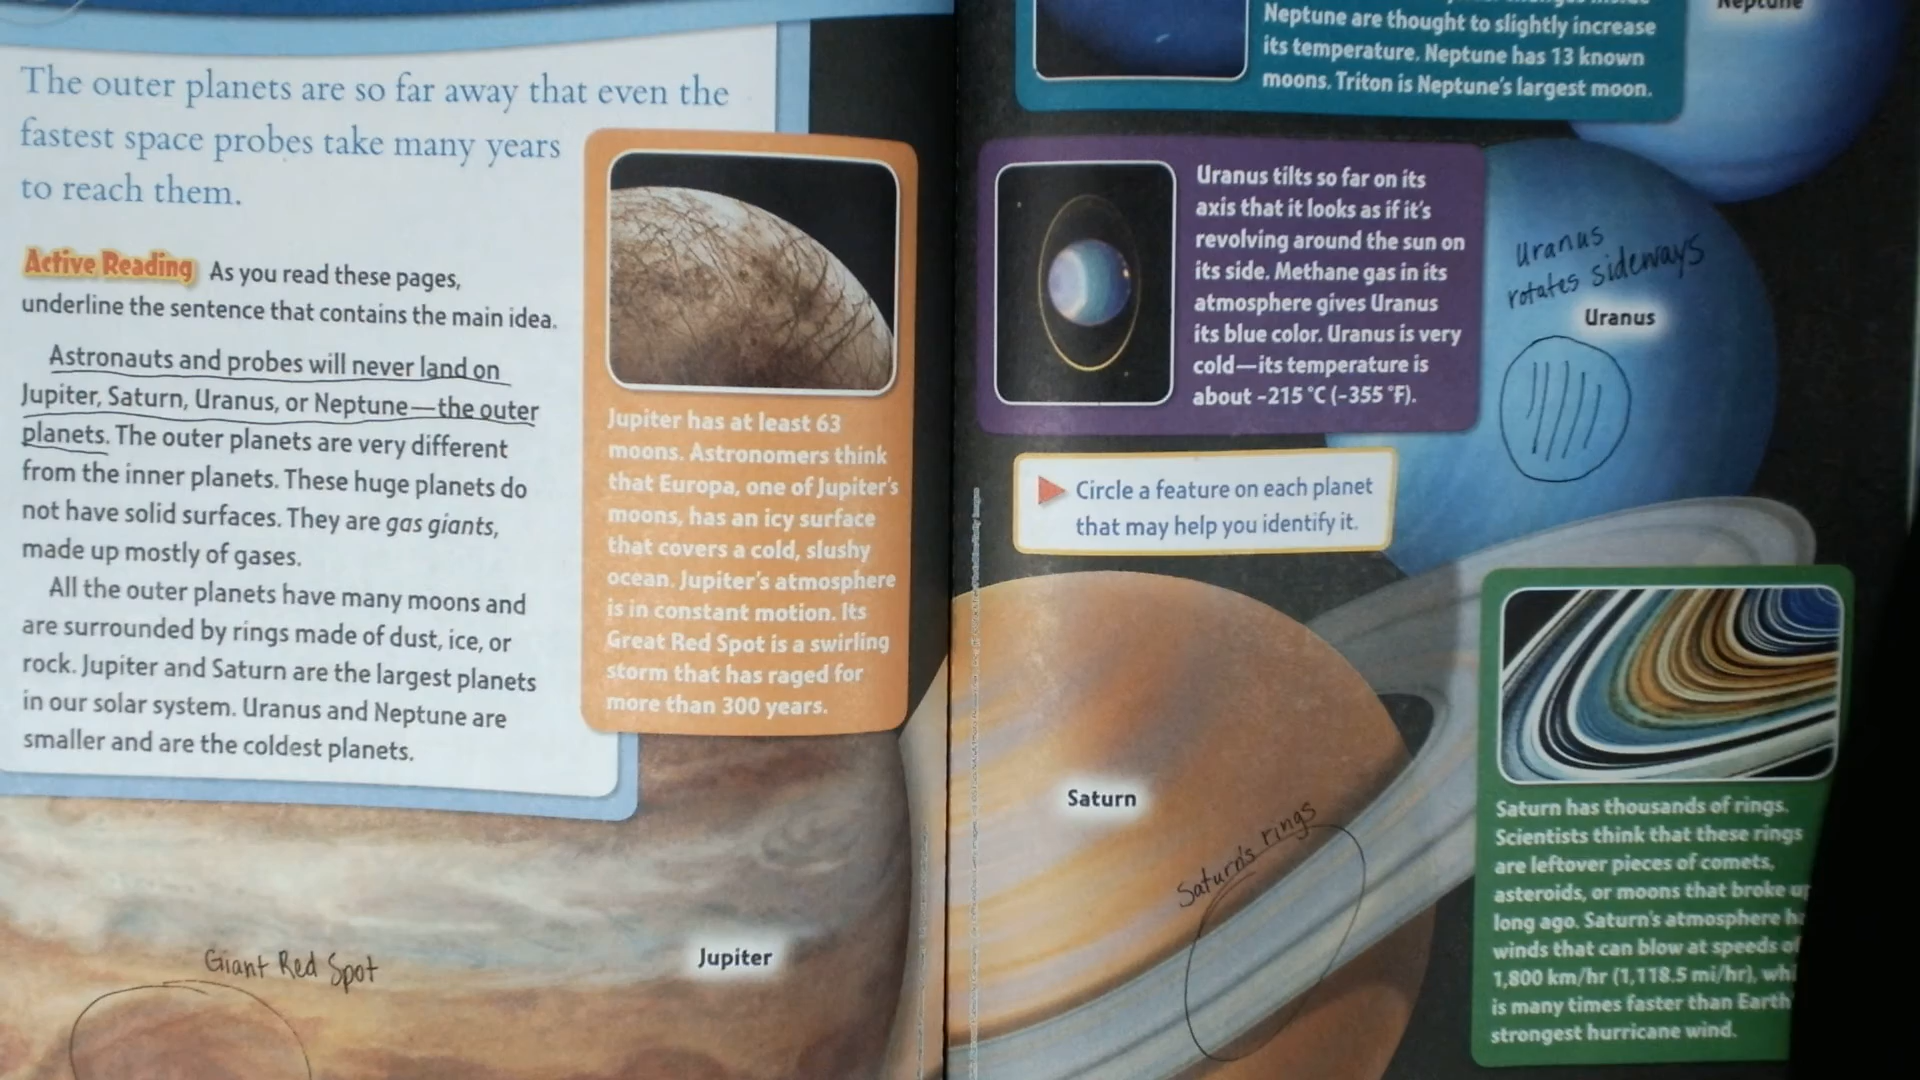 The outer planets are so far away that even the
fastest space probes take many years
to reach them.
Active Reading As you read these pages,
underline the sentence that contains the main idea.
Astronauts and probes will never land on
Jupiter, Saturn, Uranus, or Neptune—the outer
planets. The outer planets are very different
from the inner planets. These huge planets do
not have solid surfaces. They are gas giants,
made up mostly of gases.
All the outer planets have many moons and
are surrounded by rings made of dust, ice, or
rock. Jupiter and Saturn are the largest planets
in our solar system. Uranus and Neptune are
smaller and are the coldest planets.
Jupiter has at least 63
moons. Astronomers think
that Europa, one of Jupiter's
moons, has an icy surface
that covers a cold, slushy
ocean. Jupiter's atmosphere
is in constant motion. Its
Great Red Spot is a swirling
storm that has raged for
more than 300 years.
Giant Red Spot
Jupiter
Neptune are thought to slightly increase
its temperature. Neptune has 13 known
moons. Triton is Neptune's largest moon.
Neptune
Uranus tilts so far on its
axis that it looks as if it's
revolving around the sun on
its side. Methane gas in its
atmosphere gives Uranus
its blue color. Uranus is very
cold—its temperature is
about -215 °C (-355 °F).
Uranus
rotates sideways
Uranus
Circle a feature on each planet
that may help you identify it.
Saturn
Saturn's rings
Saturn has thousands of rings.
Scientists think that these rings
are leftover pieces of comets,
asteroids, or moons that broke up
long ago. Saturn's atmosphere
winds that can blow at speeds of
1,800 km/hr (1,118.5 mi/hr),
is many times faster than Earth
strongest hurricane wind.